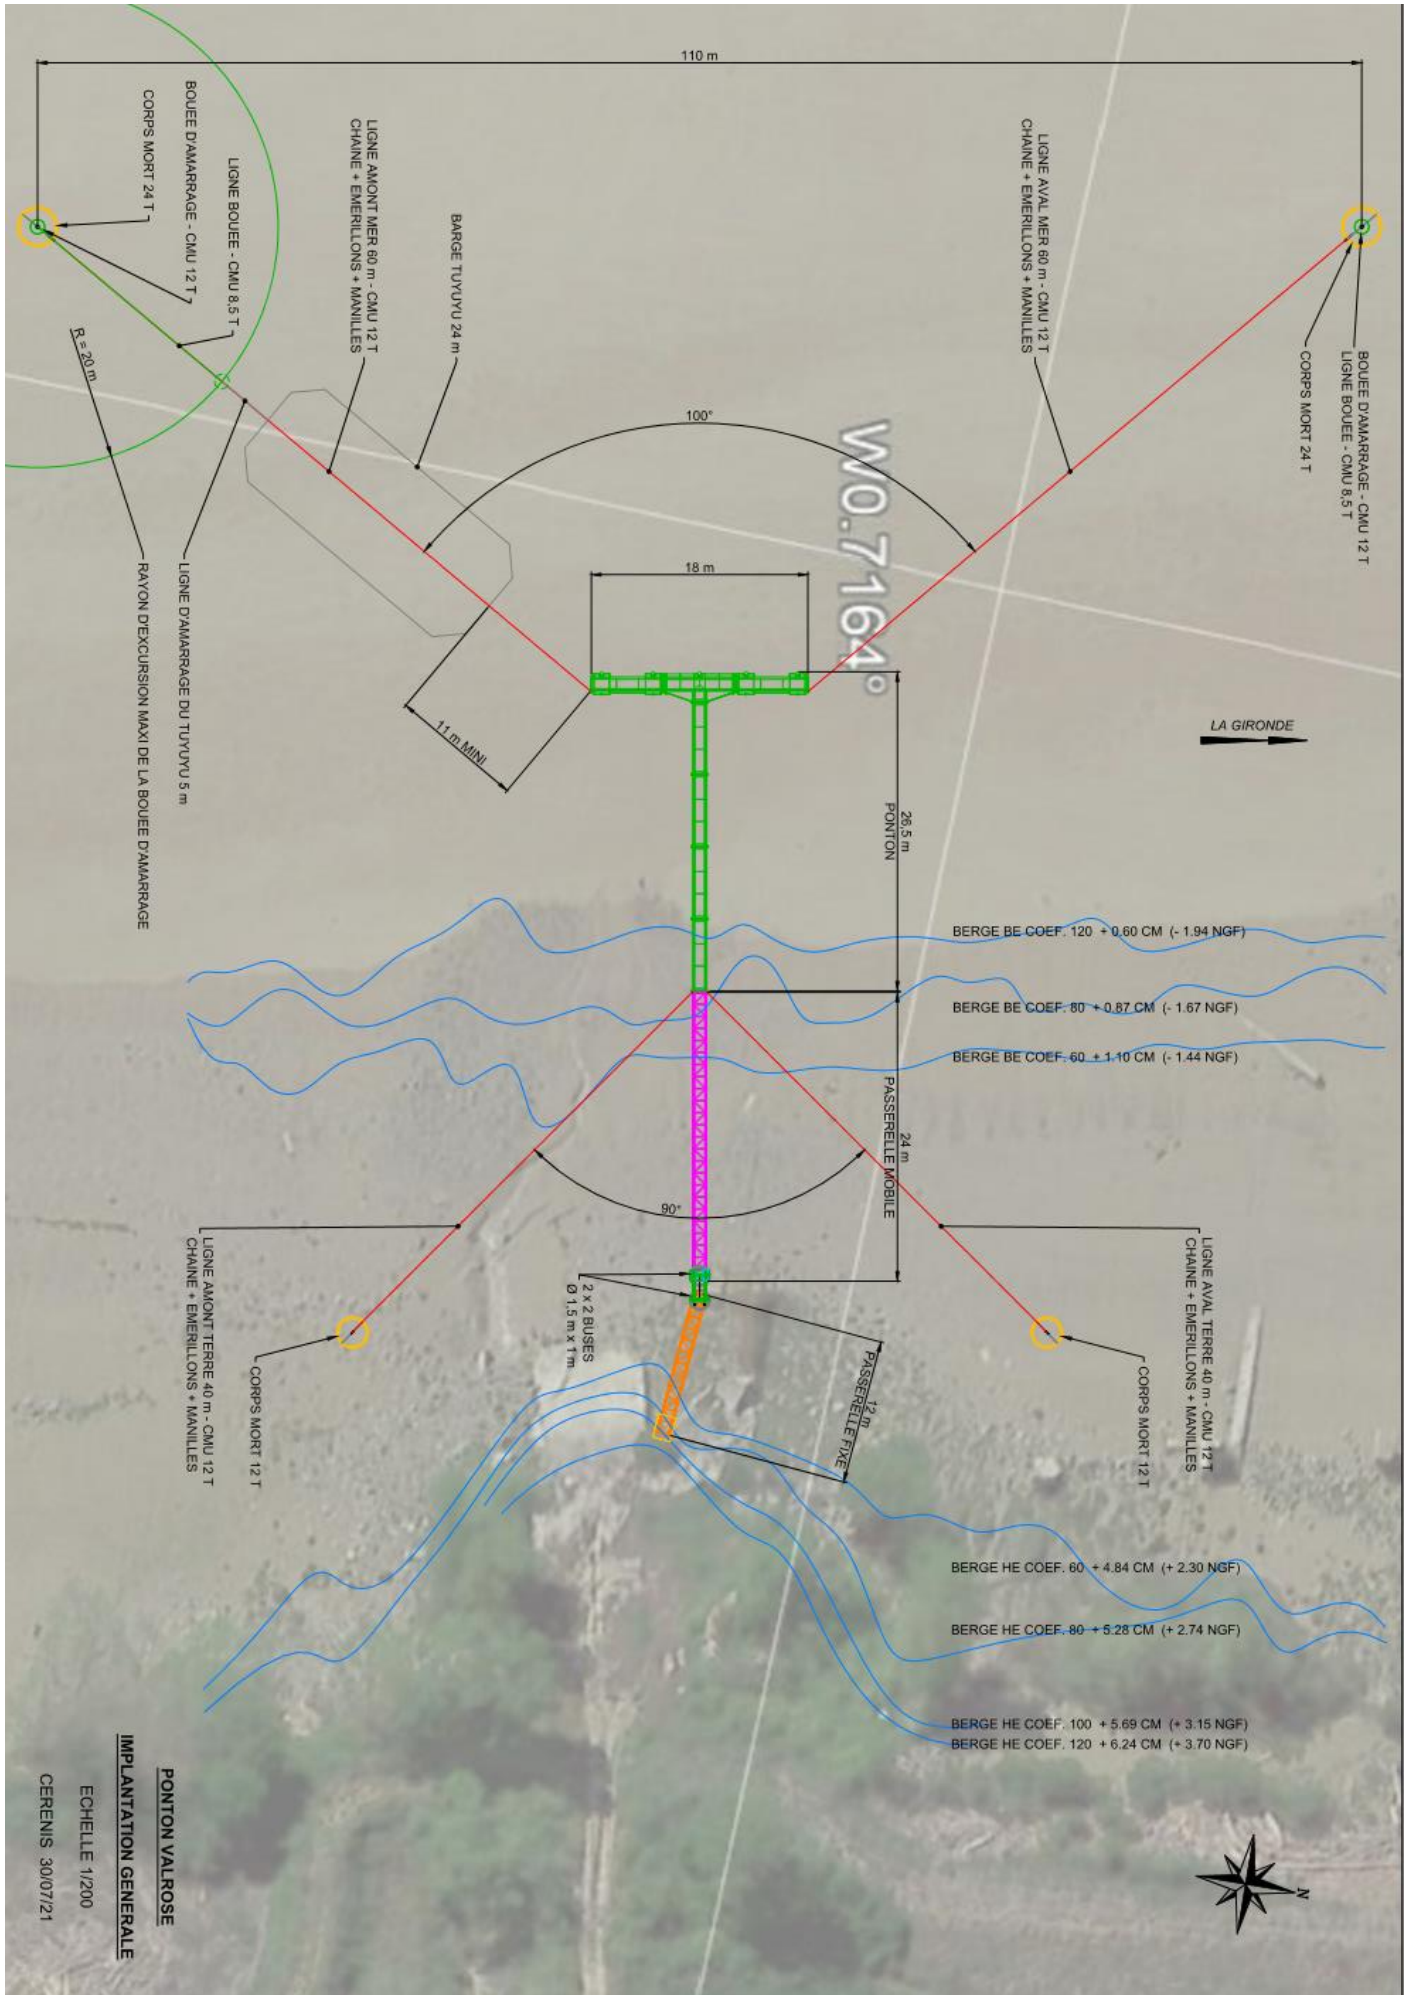 110 m
BOUEE D'AMARRAGE - CMU 12 T
LIGNE BOUEE - CMU 8,5 T
CORPS MORT 24 T
LIGNE AVAL MER 60 m - CMU 12 T
CHAINE + EMERILLONS + MANILLES
BARGE TUYUYU 24 m
LIGNE AMONT MER 60 m - CMU 12 T
CHAINE + EMERILLONS + MANILLES
LIGNE BOUEE - CMU 8,5 T
BOUEE D'AMARRAGE - CMU 12 T
CORPS MORT 24 T
R = 20 m
100°
W0.7164°
18 m
11 m MINI
LIGNE D'AMARRAGE DU TUYUYU 5 m
RAYON D'EXCURSION MAXI DE LA BOUEE D'AMARRAGE
LA GIRONDE
26,5 m
PONTON
BERGE BE COEF. 120 + 0.60 CM (- 1.94 NGF)
BERGE BE COEF. 80 + 0.87 CM (- 1.67 NGF)
BERGE BE COEF. 60 + 1.10 CM (- 1.44 NGF)
24 m
PASSERELLE MOBILE
90°
LIGNE AVAL TERRE 40 m - CMU 12 T
CHAINE + EMERILLONS + MANILLES
CORPS MORT 12 T
2 x 2 BUSES
Ø 1,5 m x 1 m
12 m
PASSERELLE FIXE
CORPS MORT 12 T
LIGNE AMONT TERRE 40 m - CMU 12 T
CHAINE + EMERILLONS + MANILLES
BERGE HE COEF. 60 + 4.84 CM (+ 2.30 NGF)
BERGE HE COEF. 80 + 5.28 CM (+ 2.74 NGF)
BERGE HE COEF. 100 + 5.69 CM (+ 3.15 NGF)
BERGE HE COEF. 120 + 6.24 CM (+ 3.70 NGF)
N
PONTON VALROSE
IMPLANTATION GENERALE
ECHELLE 1/200
CERENIS 30/07/21